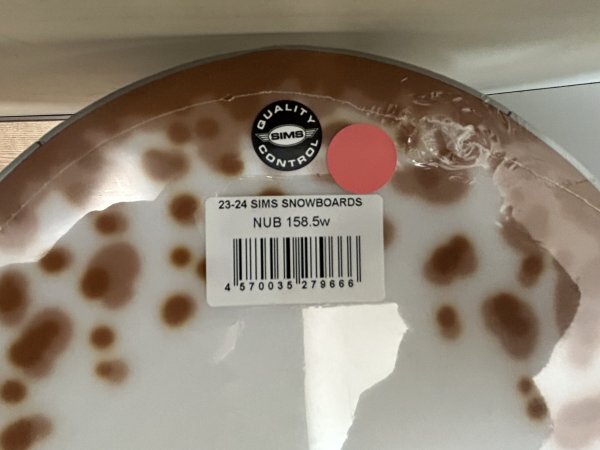 QUALITY
SIMS
CONTROL
23-24 SIMS SNOWBOARDS
NUB 158.5w
4 570035 279666